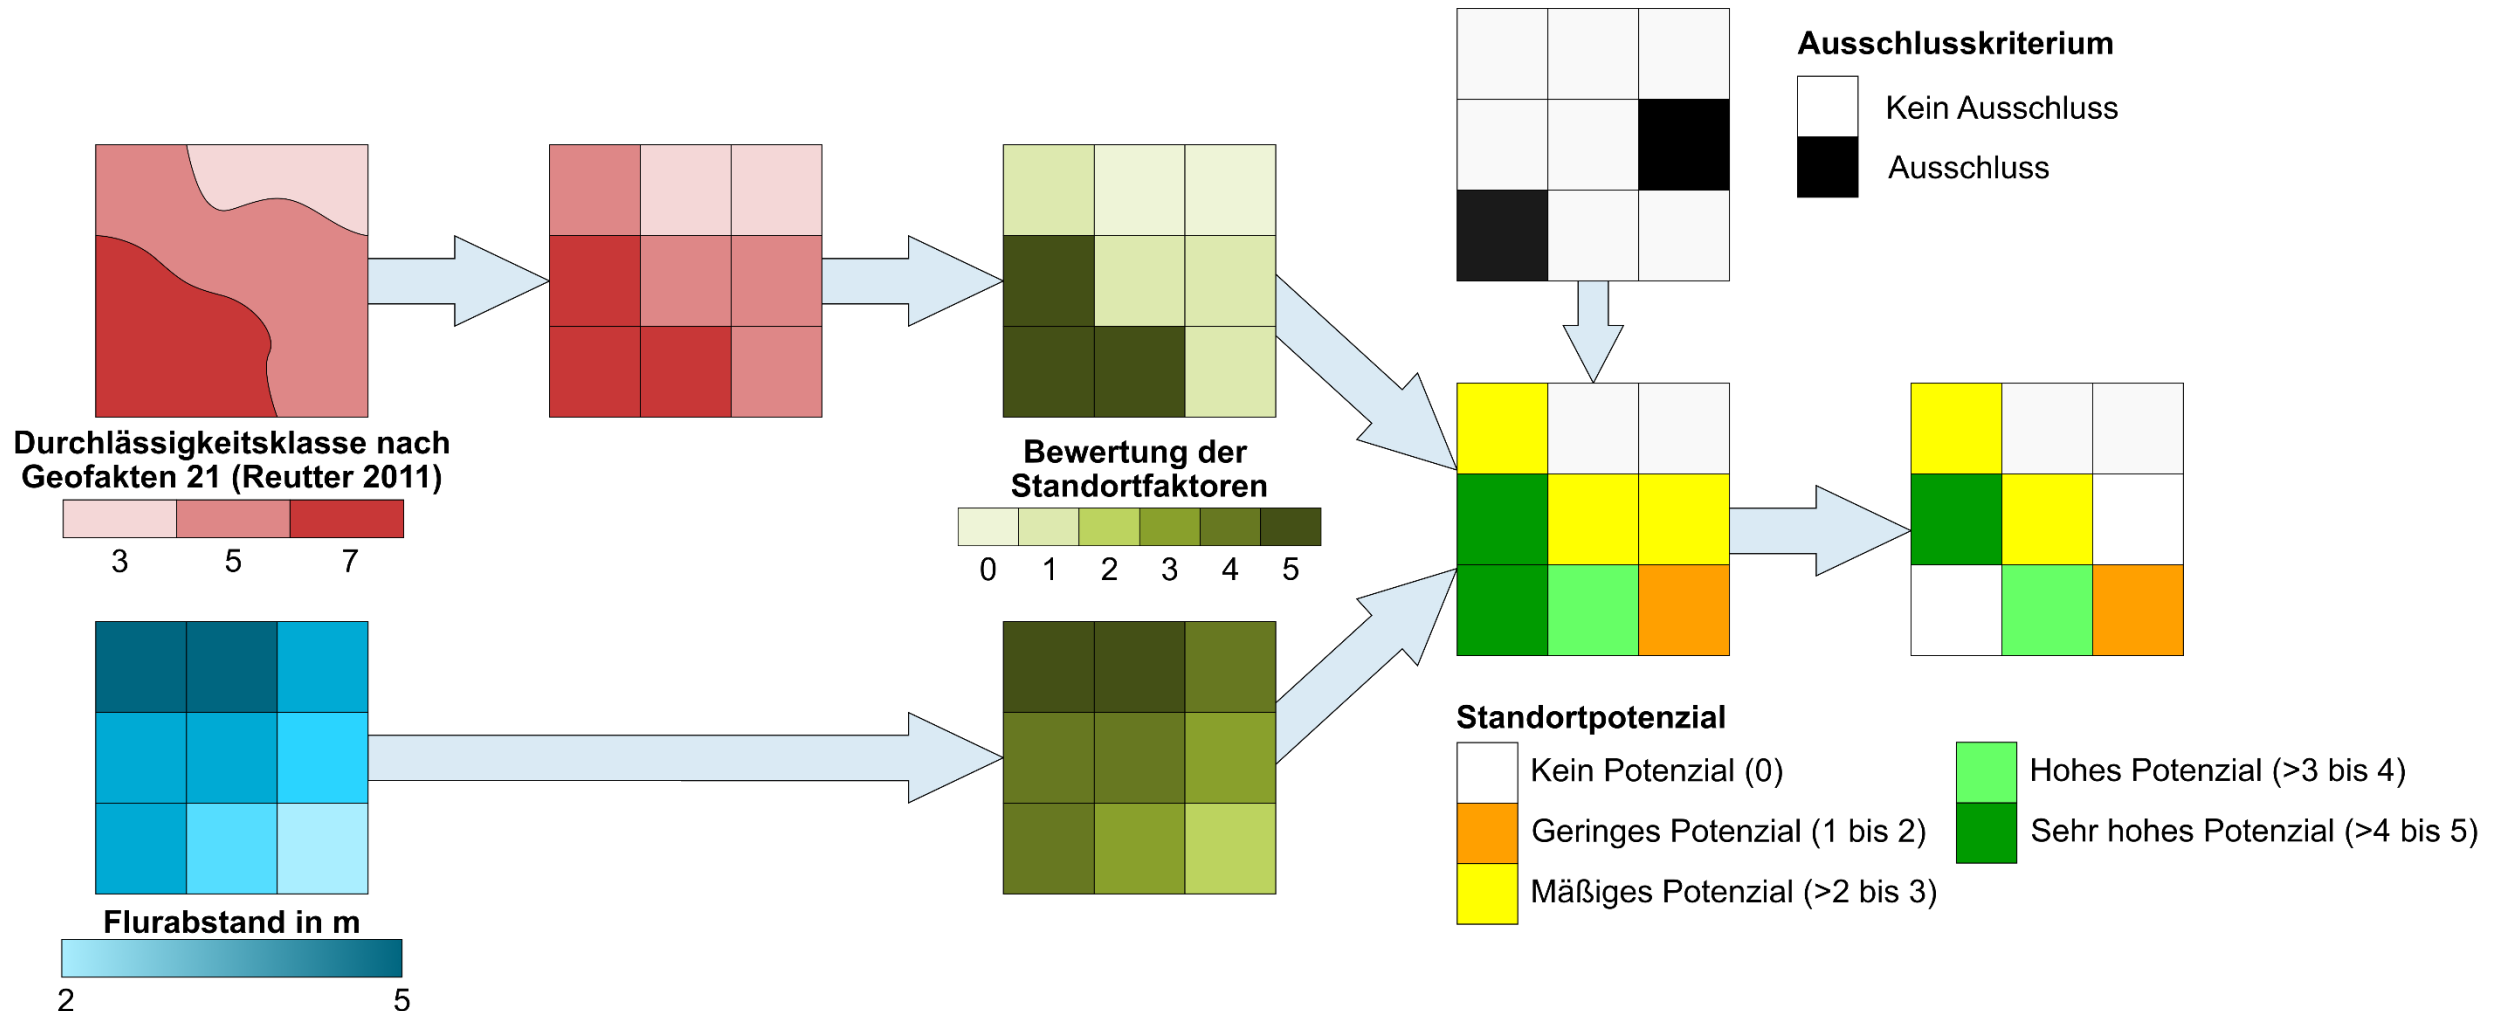 Ausschlusskriterium
Kein Ausschluss
Ausschluss
Durchlässigkeitsklasse nach
Geofakten 21 (Reutter 2011)
3 5 7
Bewertung der
Standortfaktoren
0 1 2 3 4 5
Flurabstand in m
2 5
Standortpotenzial
Kein Potenzial (0)
Geringes Potenzial (1 bis 2)
Mäßiges Potenzial (>2 bis 3)
Hohes Potenzial (>3 bis 4)
Sehr hohes Potenzial (>4 bis 5)